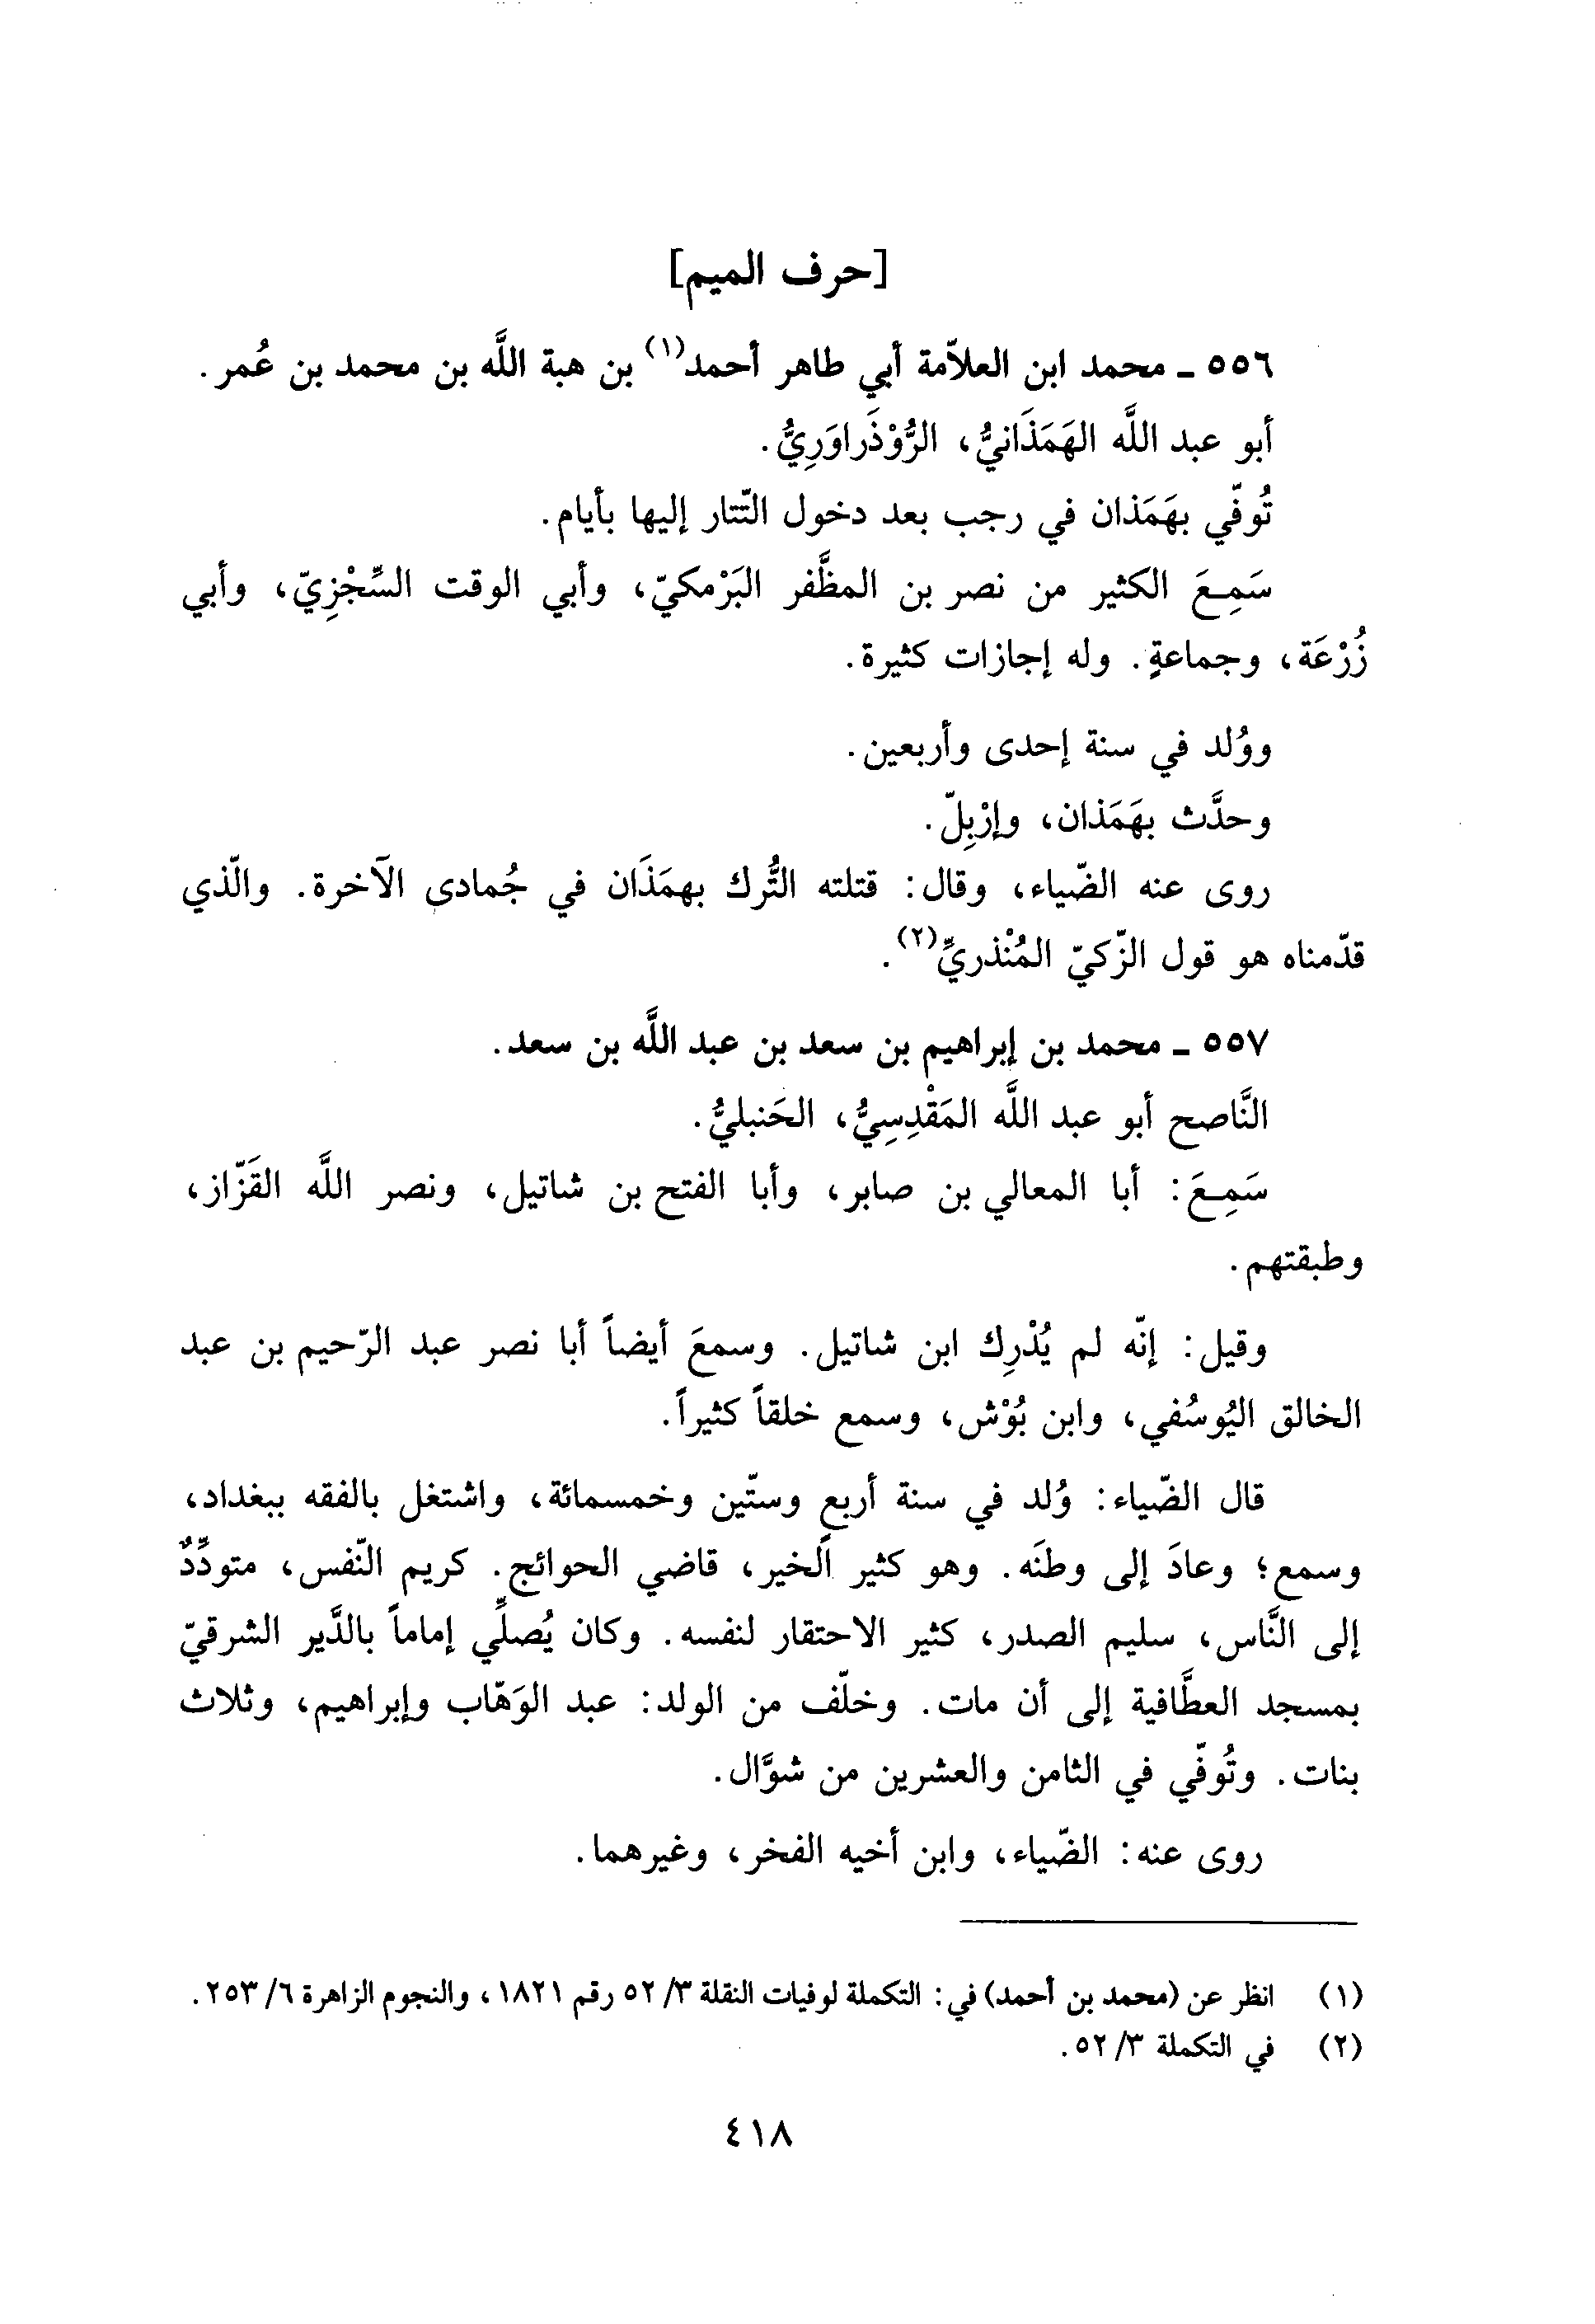 [حرف الميم]
٥٥٦ ـ محمد ابن العلاّمة أبي طاهر أحمد(١) بن هبة اللَّه بن محمد بن عُمر.
أبو عبد اللَّه الهَمَذَانيُّ، الرُّوْذَراوَرِيُّ.
تُوفّي بهَمَذان في رجب بعد دخول التّتار إليها بأيام.
سَمِعَ الكثير من نصر بن المظَّفر البَرْمكيّ، وأبي الوقت السِّجْزِيّ، وأبي
زُرْعَة، وجماعةٍ. وله إجازات كثيرة.
ووُلد في سنة إحدى وأربعين.
وحدَّث بهَمَذان، وإرْبِلّ.
روى عنه الضّياء، وقال: قتلته التُّرك بهمَذَان في جُمادى الآخرة. والّذي
قدّمناه هو قول الزّكيّ المُنْذريِّ(٢).
٥٥٧ ـ محمد بن إبراهيم بن سعد بن عبد اللَّه بن سعد.
النَّاصح أبو عبد اللَّه المَقْدِسِيُّ، الحَنبليُّ.
سَمِعَ: أبا المعالي بن صابر، وأبا الفتح بن شاتيل، ونصر اللَّه القَزّاز،
وطبقتهم.
وقيل: إنّه لم يُدْرِك ابن شاتيل. وسمعَ أيضاً أبا نصر عبد الرّحيم بن عبد
الخالق اليُوسُفي، وابن بُوْش، وسمع خلقاً كثيراً.
قال الضّياء: وُلد في سنة أربعٍ وستّين وخمسمائة، واشتغل بالفقه ببغداد،
وسمع؛ وعادَ إلى وطنَه. وهو كثير الخير، قاضي الحوائج. كريم النّفس، متودِّدٌ
إلى النَّاس، سليم الصدر، كثير الاحتقار لنفسه. وكان يُصلِّي إماماً بالدَّير الشرقيّ
بمسجد العطَّافية إلى أن مات. وخلّف من الولد: عبد الوَهّاب وإبراهيم، وثلاث
بنات. وتُوفّي في الثامن والعشرين من شوَّال.
روى عنه: الضّياء، وابن أخيه الفخر، وغيرهما.
(١) انظر عن (محمد بن أحمد) في: التكملة لوفيات النقلة ٣/ ٥٢ رقم ١٨٢١، والنجوم الزاهرة ٦/ ٢٥٣.
(٢) في التكملة ٣/ ٥٢.
٤١٨